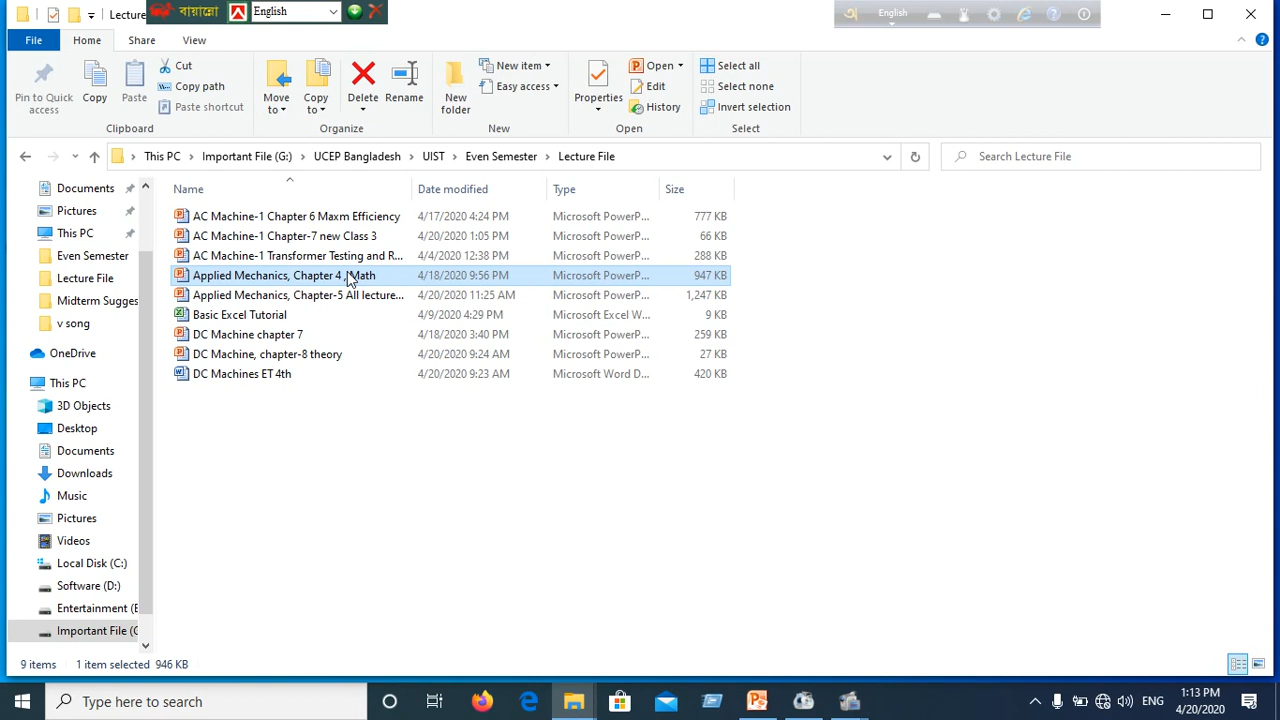 Lecture
বায়ান্নো English
English
File Home Share View
Pin to Quick access
Copy
Paste
Cut
Copy path
Paste shortcut
Clipboard
Move to
Copy to
Delete
Rename
Organize
New folder
New item
Easy access
New
Properties
Open
Edit
History
Open
Select all
Select none
Invert selection
Select
This PC Important File (G:) UCEP Bangladesh UIST Even Semester Lecture File
Search Lecture File
Name Date modified Type Size
AC Machine-1 Chapter 6 Maxm Efficiency 4/17/2020 4:24 PM Microsoft PowerP... 777 KB
AC Machine-1 Chapter-7 new Class 3 4/20/2020 1:05 PM Microsoft PowerP... 66 KB
AC Machine-1 Transformer Testing and R... 4/4/2020 12:38 PM Microsoft PowerP... 288 KB
Applied Mechanics, Chapter 4 , Math 4/18/2020 9:56 PM Microsoft PowerP... 947 KB
Applied Mechanics, Chapter-5 All lecture... 4/20/2020 11:25 AM Microsoft PowerP... 1,247 KB
Basic Excel Tutorial 4/9/2020 4:29 PM Microsoft Excel W... 9 KB
DC Machine chapter 7 4/18/2020 3:40 PM Microsoft PowerP... 259 KB
DC Machine, chapter-8 theory 4/20/2020 9:24 AM Microsoft PowerP... 27 KB
DC Machines ET 4th 4/20/2020 9:23 AM Microsoft Word D... 420 KB
Documents
Pictures
This PC
Even Semester
Lecture File
Midterm Sugges
v song
OneDrive
This PC
3D Objects
Desktop
Documents
Downloads
Music
Pictures
Videos
Local Disk (C:)
Software (D:)
Entertainment (E
Important File (G
9 items 1 item selected 946 KB
Type here to search
ENG
1:13 PM
4/20/2020